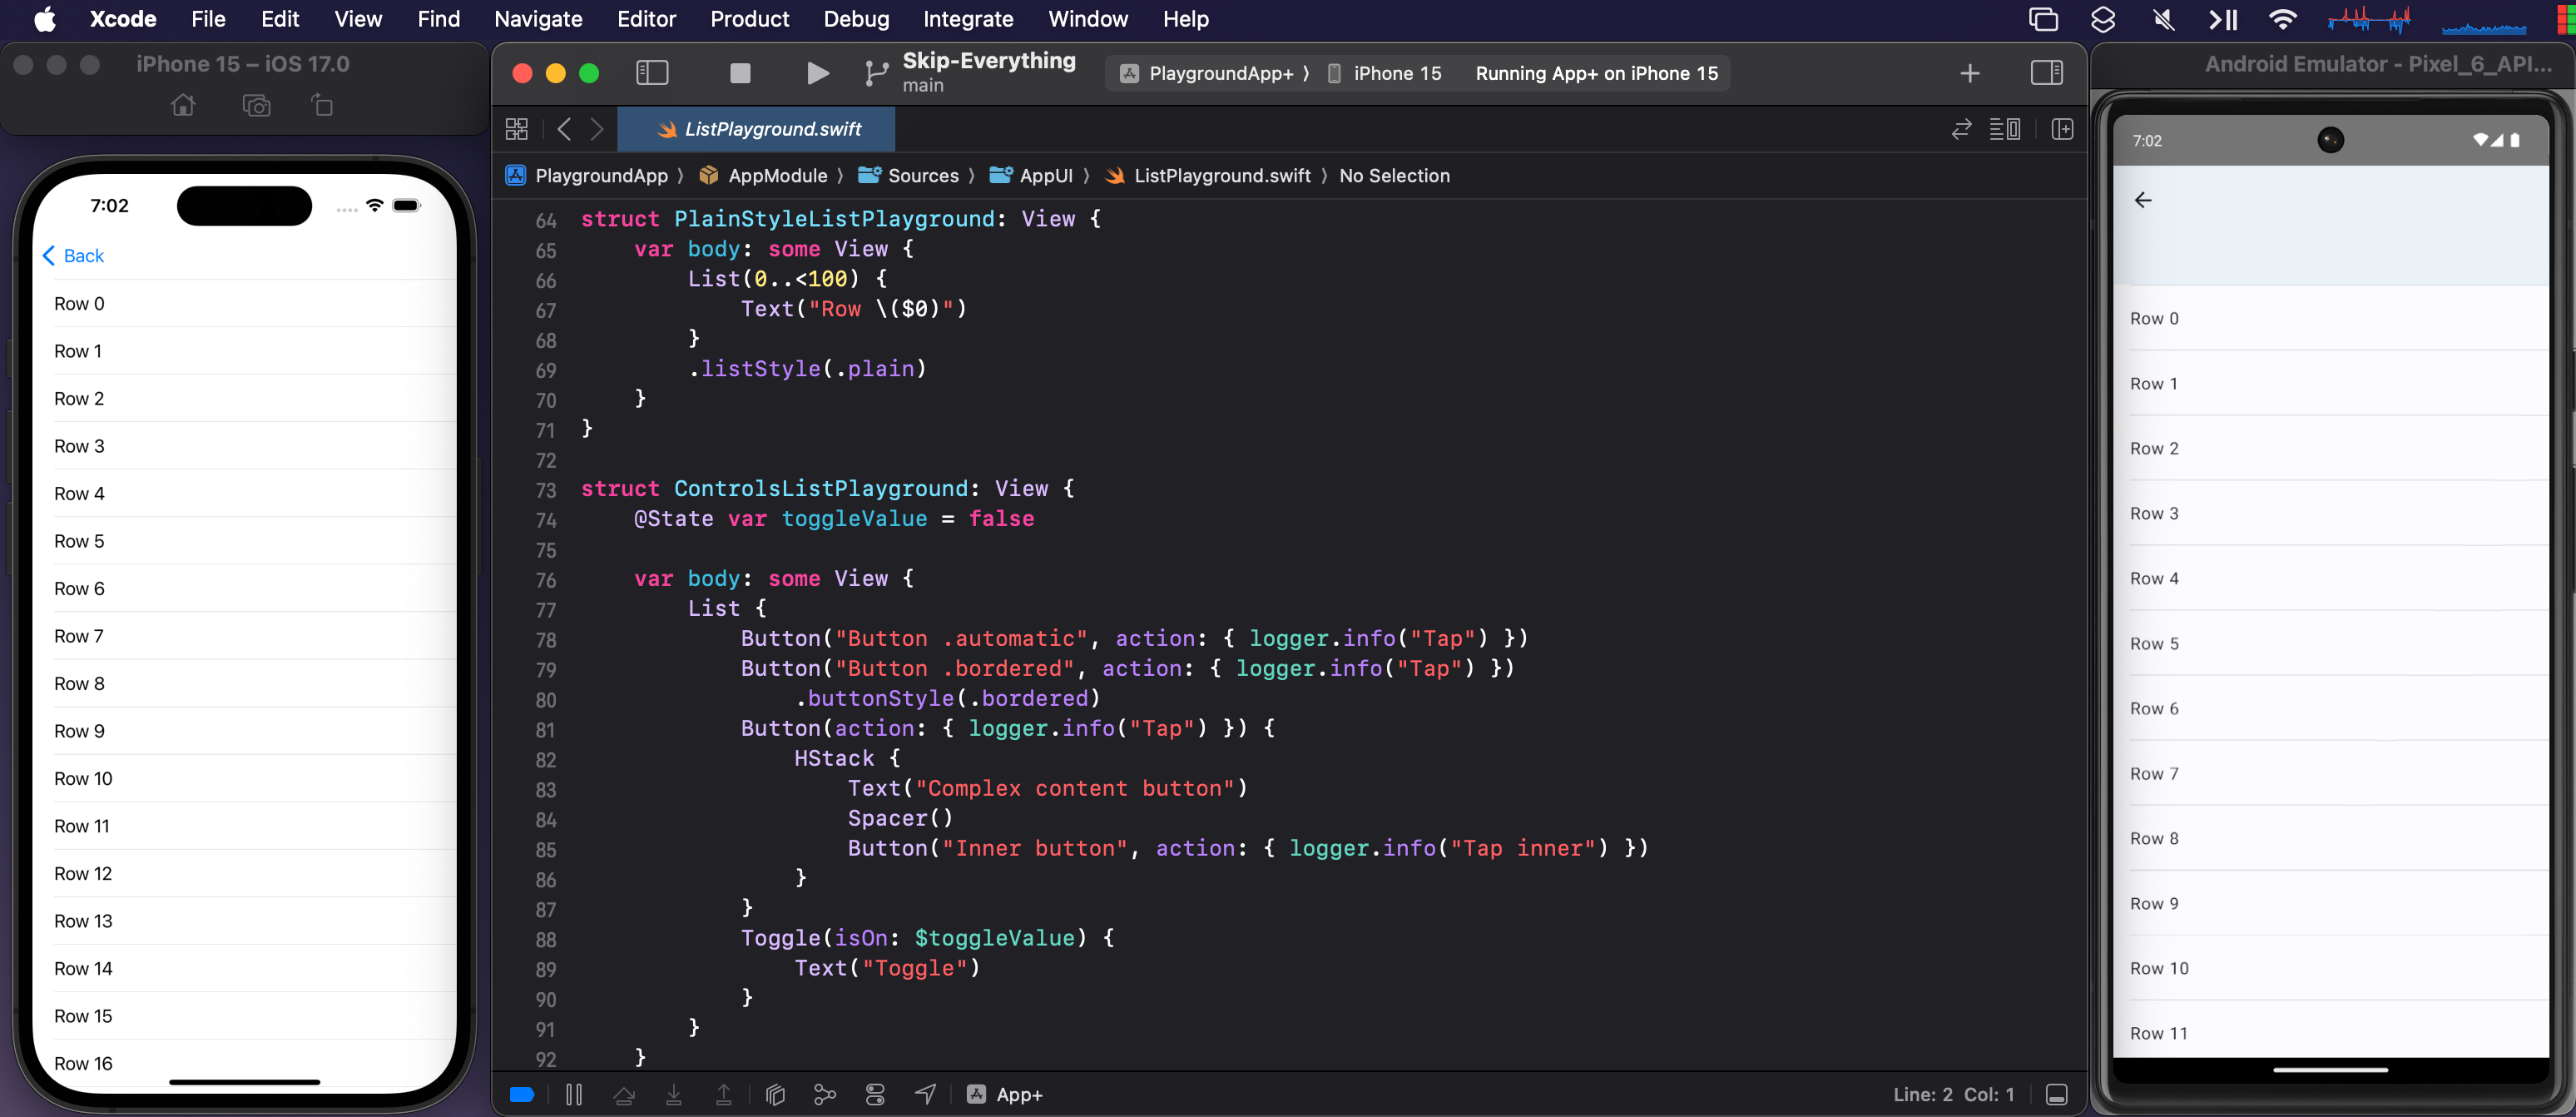 Xcode File Edit View Find Navigate Editor Product Debug Integrate Window Help
iPhone 15 – iOS 17.0
7:02
Back
Row 0
Row 1
Row 2
Row 3
Row 4
Row 5
Row 6
Row 7
Row 8
Row 9
Row 10
Row 11
Row 12
Row 13
Row 14
Row 15
Row 16
Skip-Everything
main
PlaygroundApp+ ⟩ iPhone 15 Running App+ on iPhone 15
ListPlayground.swift
PlaygroundApp ⟩ AppModule ⟩ Sources ⟩ AppUI ⟩ ListPlayground.swift ⟩ No Selection
64 struct PlainStyleListPlayground: View {
65     var body: some View {
66         List(0..<100) {
67             Text("Row \($0)")
68         }
69         .listStyle(.plain)
70     }
71 }
72
73 struct ControlsListPlayground: View {
74     @State var toggleValue = false
75
76     var body: some View {
77         List {
78             Button("Button .automatic", action: { logger.info("Tap") })
79             Button("Button .bordered", action: { logger.info("Tap") })
80                 .buttonStyle(.bordered)
81             Button(action: { logger.info("Tap") }) {
82                 HStack {
83                     Text("Complex content button")
84                     Spacer()
85                     Button("Inner button", action: { logger.info("Tap inner") })
86                 }
87             }
88             Toggle(isOn: $toggleValue) {
89                 Text("Toggle")
90             }
91         }
92     }
App+
Line: 2 Col: 1
Android Emulator - Pixel_6_API...
7:02
Row 0
Row 1
Row 2
Row 3
Row 4
Row 5
Row 6
Row 7
Row 8
Row 9
Row 10
Row 11